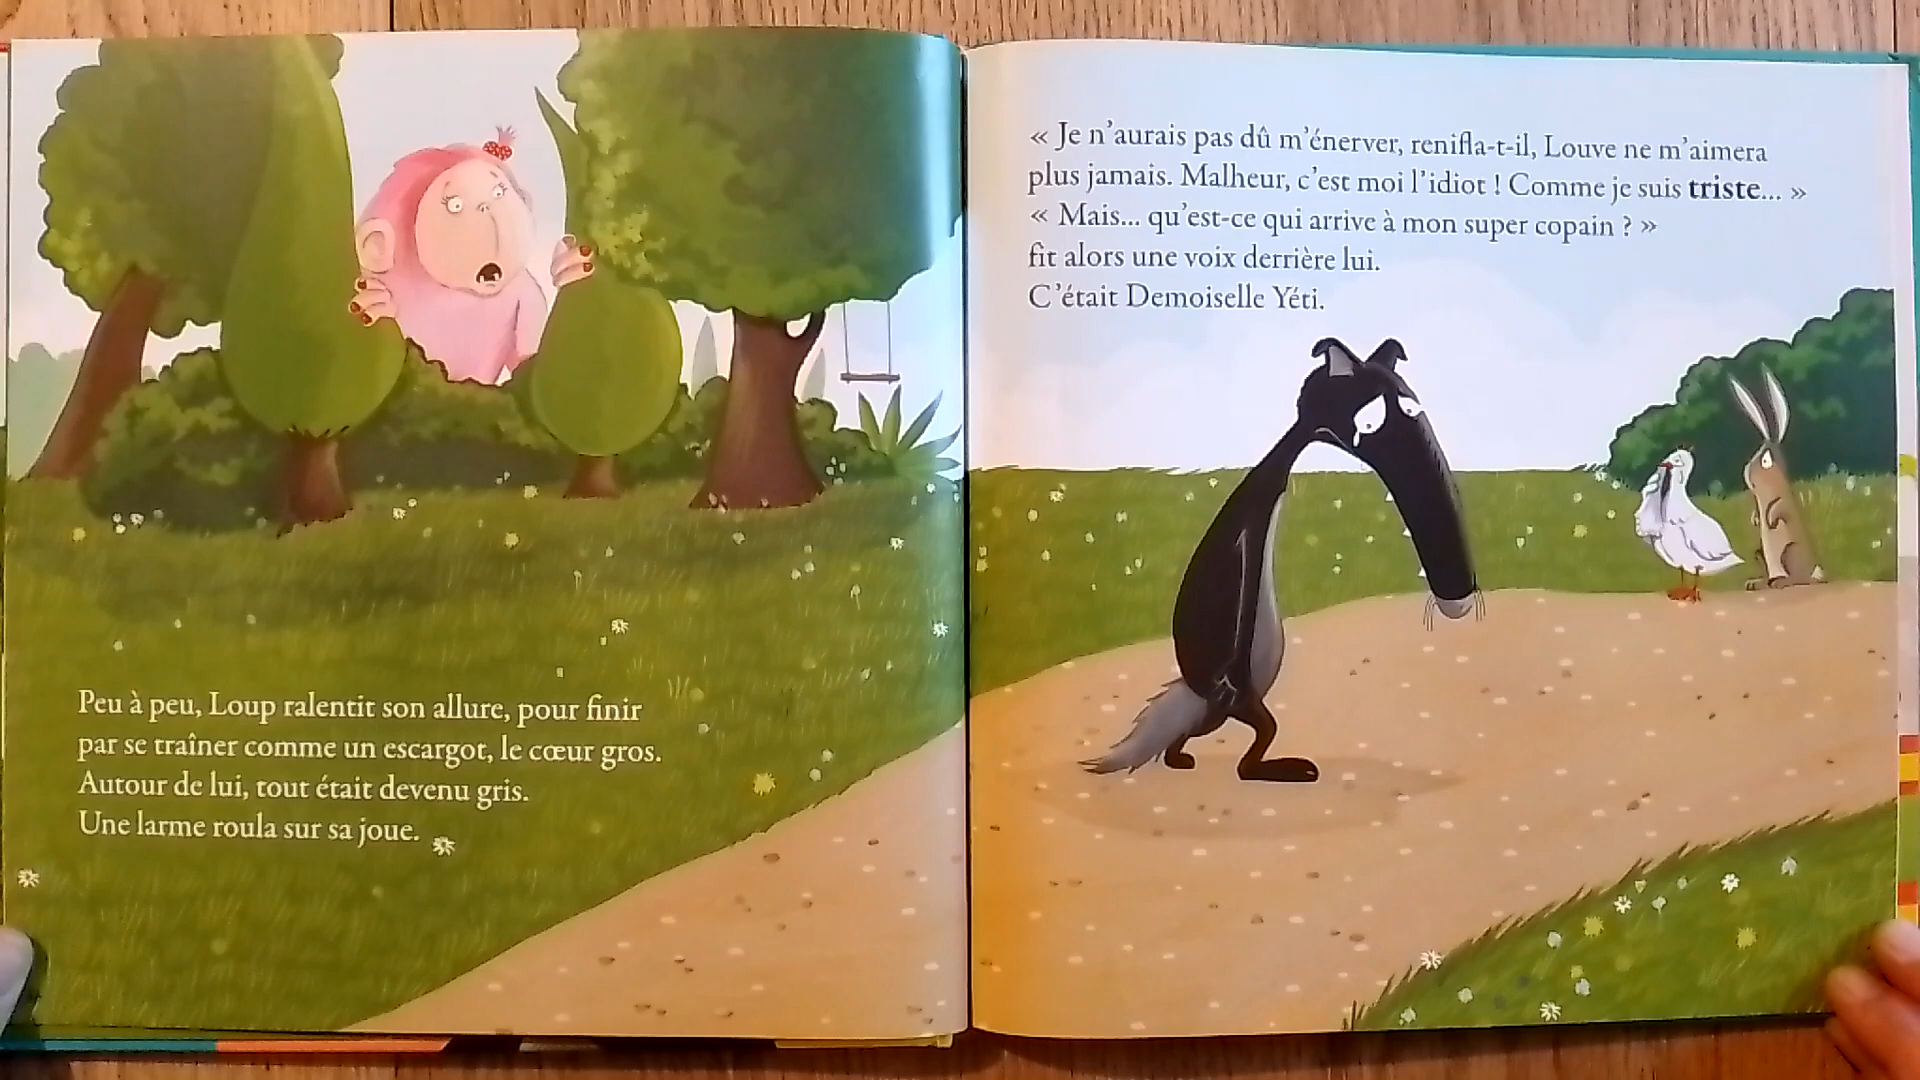 Peu à peu, Loup ralentit son allure, pour finir
par se traîner comme un escargot, le cœur gros.
Autour de lui, tout était devenu gris.
Une larme roula sur sa joue.
« Je n'aurais pas dû m'énerver, renifla-t-il, Louve ne m'aimera
plus jamais. Malheur, c'est moi l'idiot ! Comme je suis triste... »
« Mais... qu'est-ce qui arrive à mon super copain ? »
fit alors une voix derrière lui.
C'était Demoiselle Yéti.